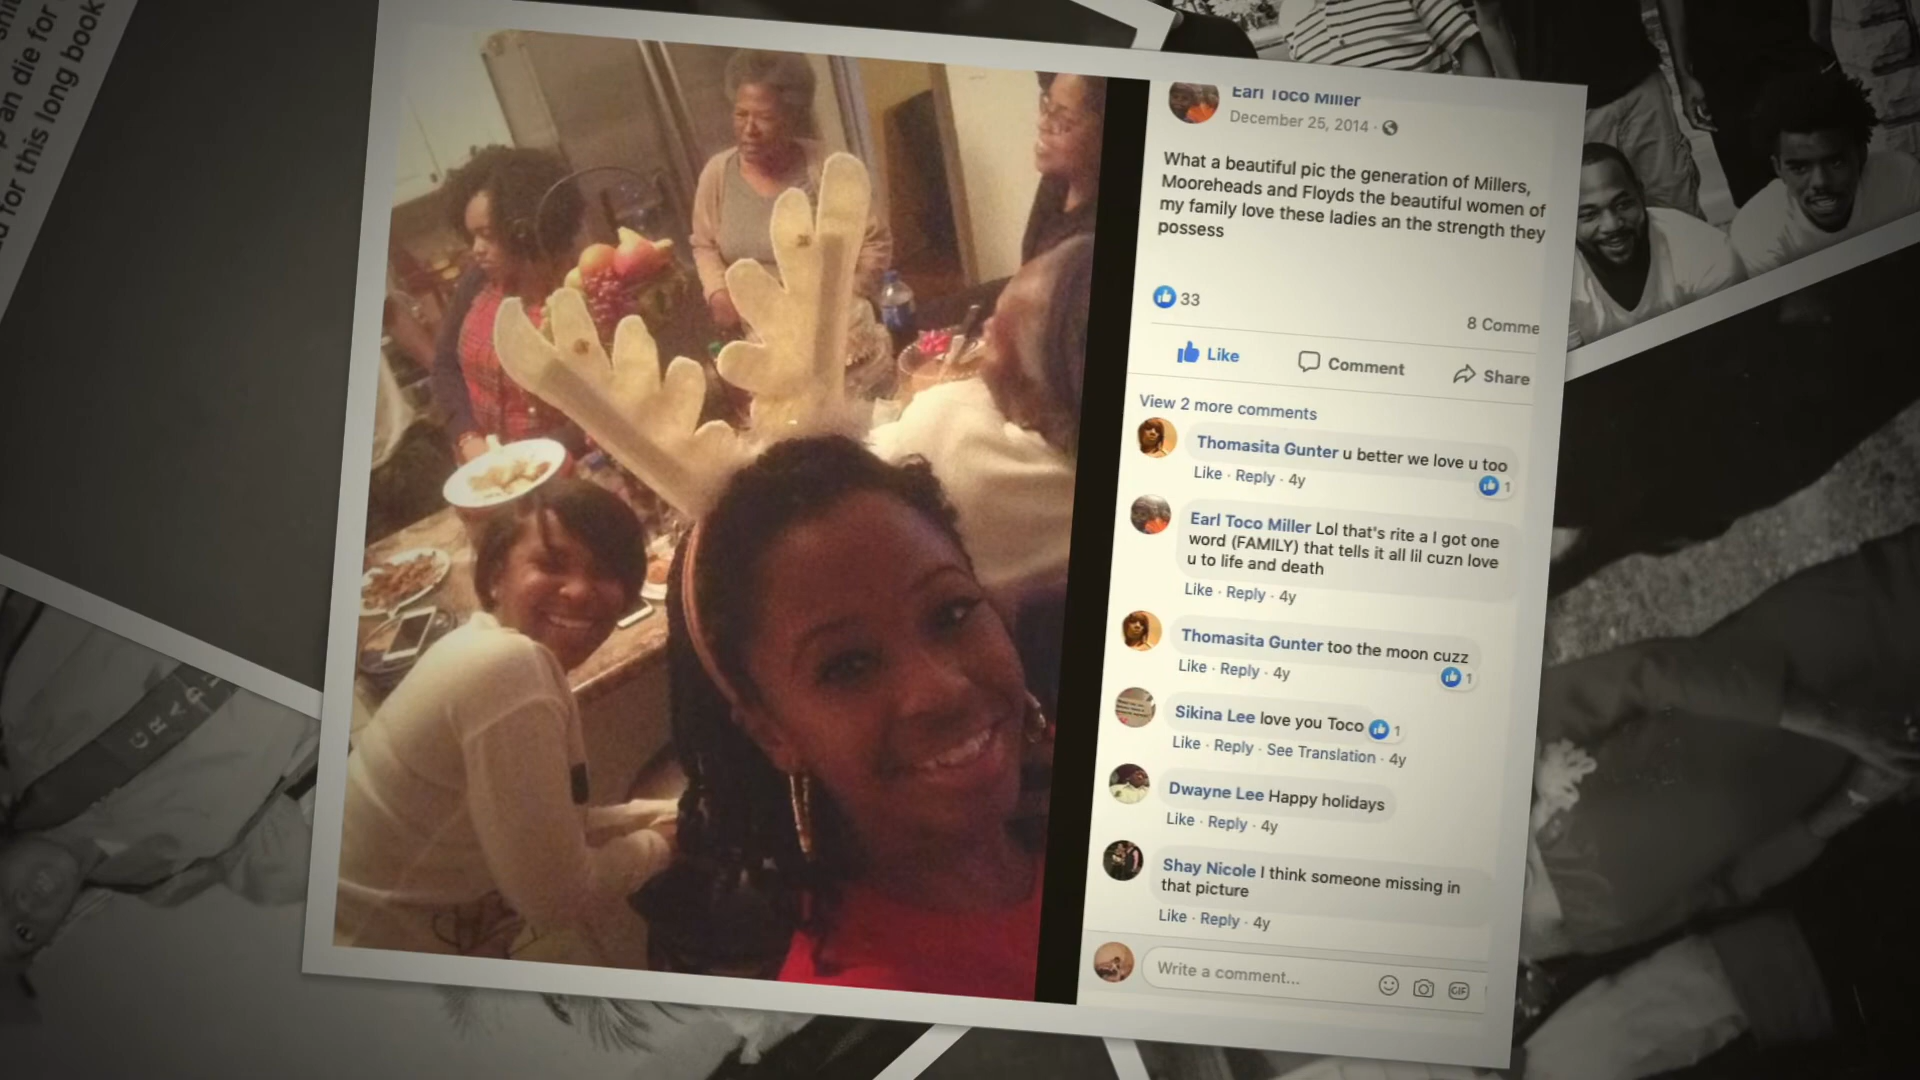 an die for
for this long book
Earl Toco Miller
December 25, 2014 ·
What a beautiful pic the generation of Millers,
Mooreheads and Floyds the beautiful women of
my family love these ladies an the strength they
possess
33
8 Comme
Like Comment Share
View 2 more comments
Thomasita Gunter u better we love u too
1
Like · Reply · 4y
Earl Toco Miller Lol that's rite a I got one
word (FAMILY) that tells it all lil cuzn love
u to life and death
Like · Reply · 4y
Thomasita Gunter too the moon cuzz
1
Like · Reply · 4y
Sikina Lee love you Toco 1
Like · Reply · See Translation · 4y
Dwayne Lee Happy holidays
Like · Reply · 4y
Shay Nicole I think someone missing in
that picture
Like · Reply · 4y
Write a comment...
GIF